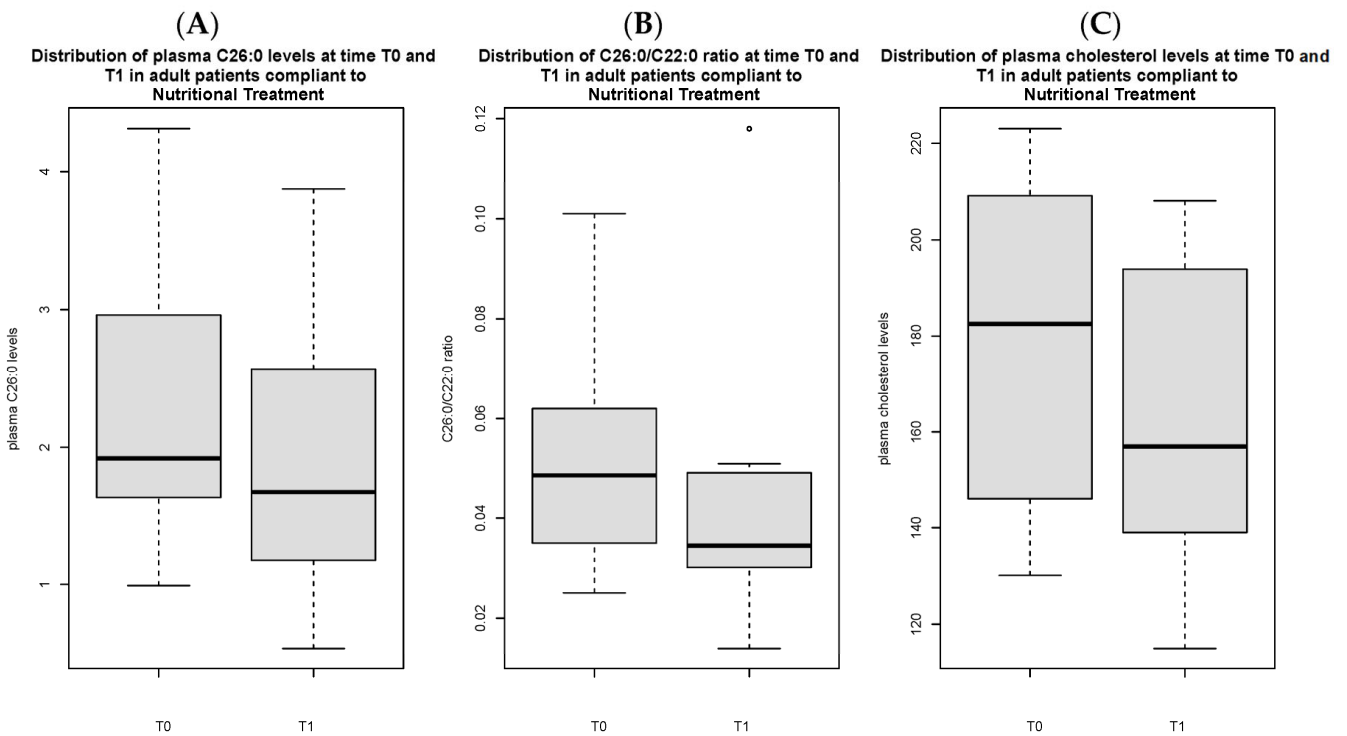 (A)
Distribution of plasma C26:0 levels at time T0 and
T1 in adult patients compliant to
Nutritional Treatment
plasma C26:0 levels
4
3
2
1
T0
T1
(B)
Distribution of C26:0/C22:0 ratio at time T0 and
T1 in adult patients compliant to
Nutritional Treatment
C26:0/C22:0 ratio
0.12
0.10
0.08
0.06
0.04
0.02
T0
T1
(C)
Distribution of plasma cholesterol levels at time T0 and
T1 in adult patients compliant to
Nutritional Treatment
plasma cholesterol levels
220
200
180
160
140
120
T0
T1